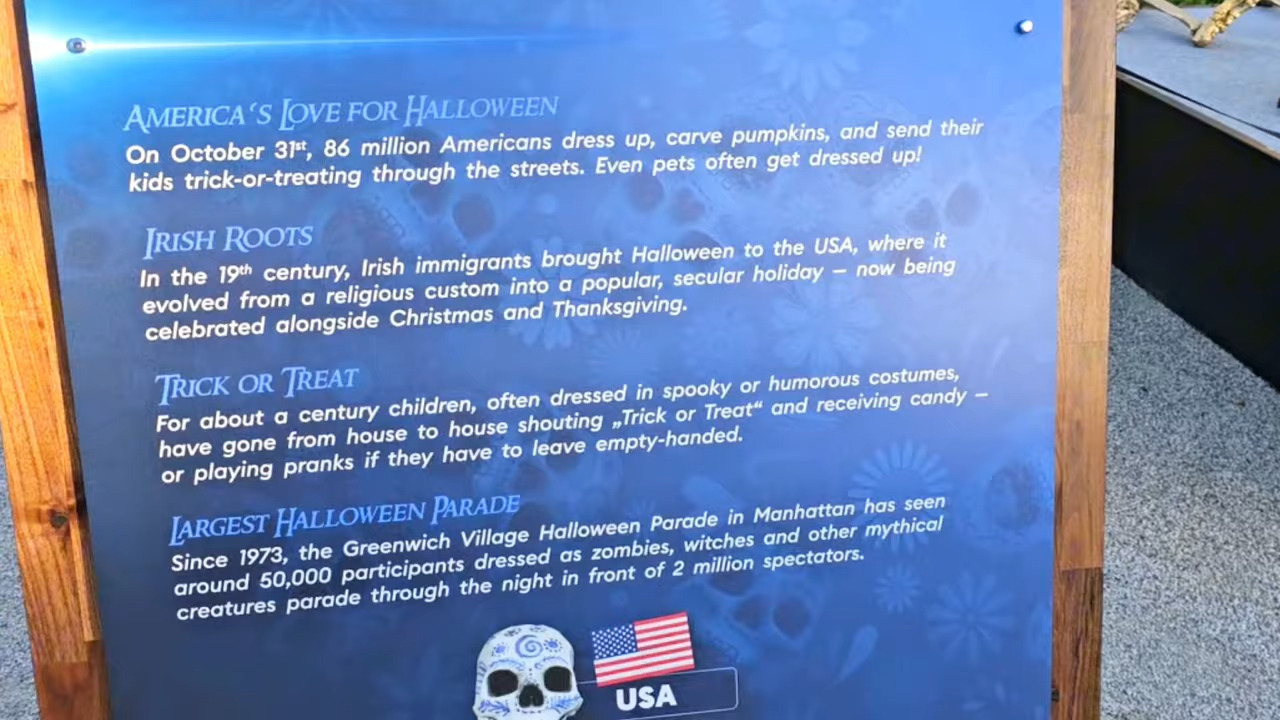 America's Love for Halloween
On October 31st, 86 million Americans dress up, carve pumpkins, and send their
kids trick-or-treating through the streets. Even pets often get dressed up!
Irish Roots
In the 19th century, Irish immigrants brought Halloween to the USA, where it
evolved from a religious custom into a popular, secular holiday – now being
celebrated alongside Christmas and Thanksgiving.
Trick or Treat
For about a century children, often dressed in spooky or humorous costumes,
have gone from house to house shouting „Trick or Treat“ and receiving candy –
or playing pranks if they have to leave empty-handed.
Largest Halloween Parade
Since 1973, the Greenwich Village Halloween Parade in Manhattan has seen
around 50,000 participants dressed as zombies, witches and other mythical
creatures parade through the night in front of 2 million spectators.
USA